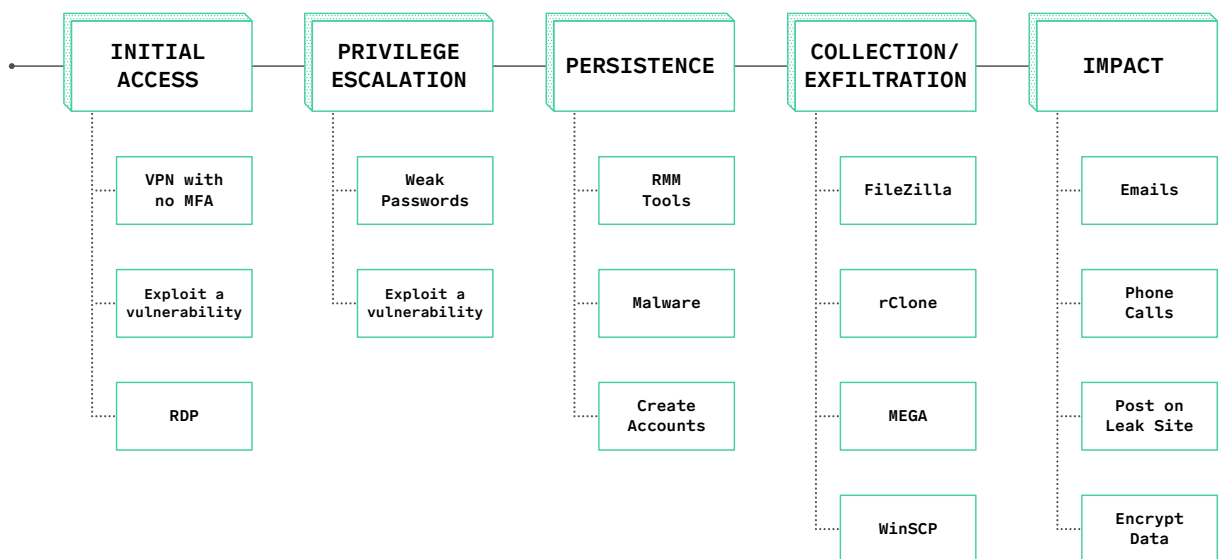 INITIAL
ACCESS
PRIVILEGE
ESCALATION
PERSISTENCE
COLLECTION/
EXFILTRATION
IMPACT
VPN with
no MFA
Exploit a
vulnerability
RDP
Weak
Passwords
Exploit a
vulnerability
RMM
Tools
Malware
Create
Accounts
FileZilla
rClone
MEGA
WinSCP
Emails
Phone
Calls
Post on
Leak Site
Encrypt
Data